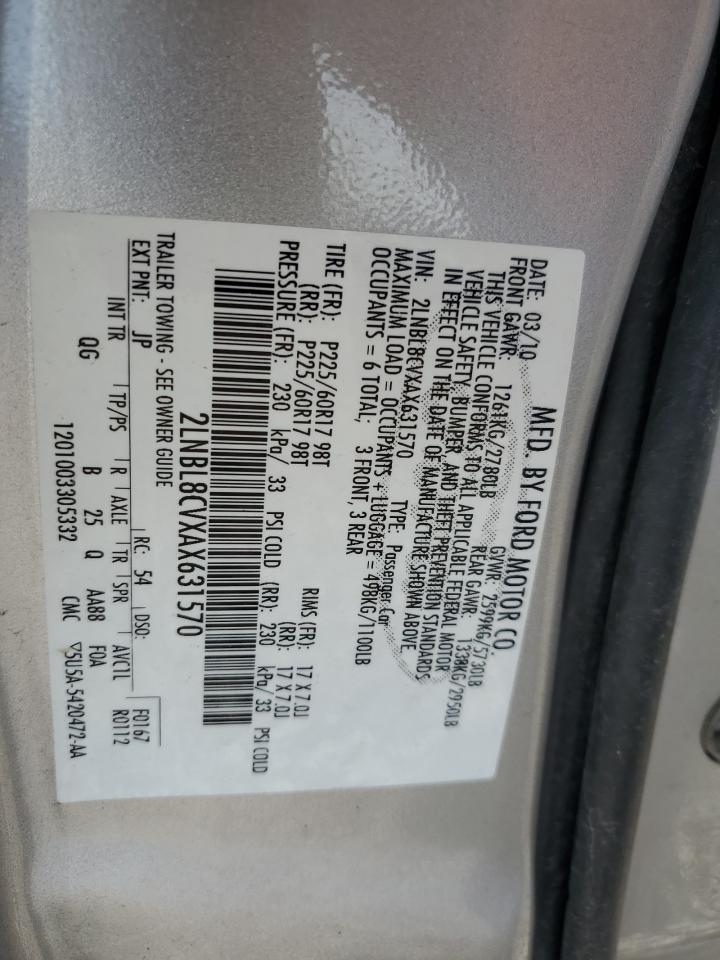 MFD. BY FORD MOTOR CO.
DATE: 03/10 GVWR: 2599KG/5730LB
FRONT GAWR: 1261KG/2780LB REAR GAWR: 1338KG/2950LB
THIS VEHICLE CONFORMS TO ALL APPLICABLE FEDERAL MOTOR
VEHICLE SAFETY, BUMPER, AND THEFT PREVENTION STANDARDS
IN EFFECT ON THE DATE OF MANUFACTURE SHOWN ABOVE.
VIN: 2LNBL8CVXAX631570 TYPE: Passenger Car
MAXIMUM LOAD = OCCUPANTS + LUGGAGE = 498KG/1100LB
OCCUPANTS = 6 TOTAL; 3 FRONT, 3 REAR
TIRE (FR): P225/60R17 98T RIMS (FR): 17 X 7.0J
(RR): P225/60R17 98T (RR): 17 X 7.0J
PRESSURE (FR): 230 kPa/ 33 PSI COLD (RR): 230 kPa/ 33 PSI COLD
2LNBL8CVXAX631570
TRAILER TOWING - SEE OWNER GUIDE
EXT PNT: JP RC: 54 DSO: F0167
INT TR TP/PS R AXLE TR SPR AVCTL R0112
QG B 25 Q AA88 FOA
1201003305332 CMC ▽5U5A-5420472-AA